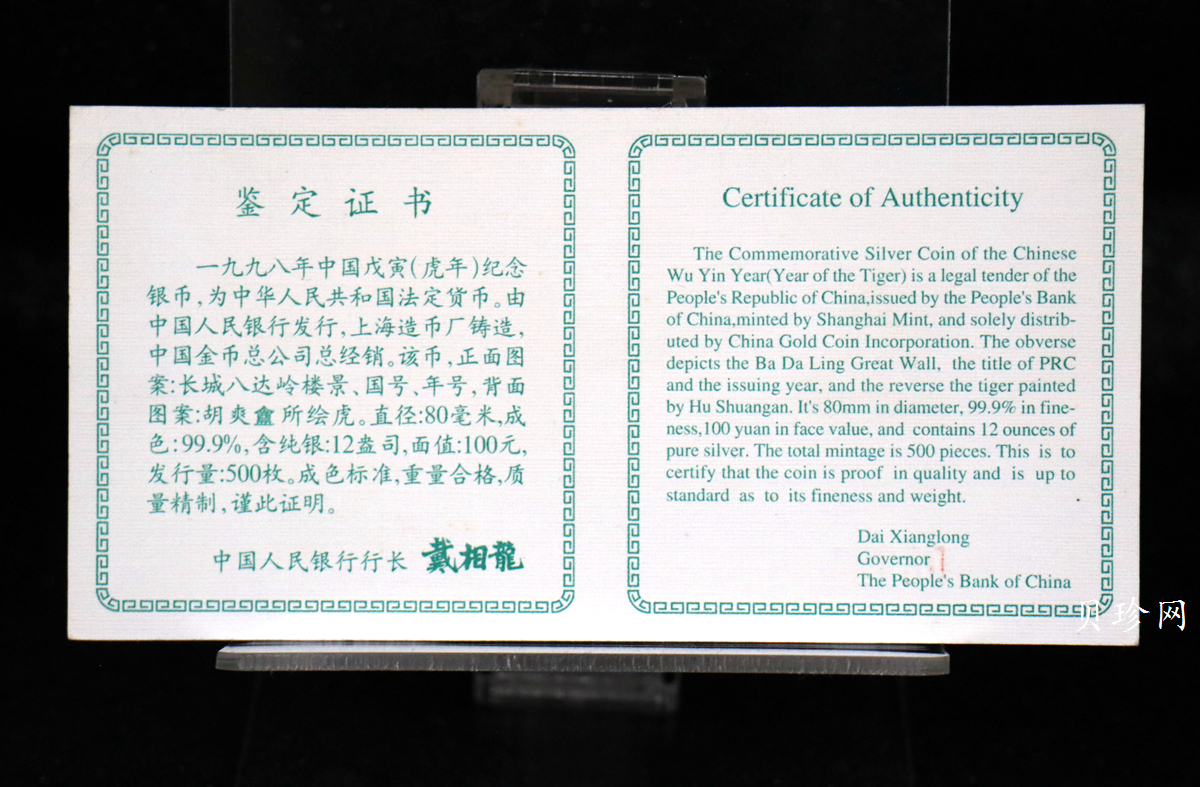 鉴定证书
一九九八年中国戊寅(虎年)纪念
银币,为中华人民共和国法定货币。由
中国人民银行发行,上海造币厂铸造,
中国金币总公司总经销。该币,正面图
案:长城八达岭楼景、国号、年号,背面
图案:胡爽盫所绘虎。直径:80毫米,成
色:99.9%,含纯银:12盎司,面值:100元,
发行量:500枚。成色标准,重量合格,质
量精制,谨此证明。
中国人民银行行长 戴相龍
Certificate of Authenticity
The Commemorative Silver Coin of the Chinese
Wu Yin Year(Year of the Tiger) is a legal tender of the
People's Republic of China,issued by the People's Bank
of China,minted by Shanghai Mint, and solely distrib-
uted by China Gold Coin Incorporation. The obverse
depicts the Ba Da Ling Great Wall, the title of PRC
and the issuing year, and the reverse the tiger painted
by Hu Shuangan. It's 80mm in diameter, 99.9% in fine-
ness,100 yuan in face value, and contains 12 ounces of
pure silver. The total mintage is 500 pieces. This is to
certify that the coin is proof in quality and is up to
standard as to its fineness and weight.
Dai Xianglong
Governor
The People's Bank of China
贝珍网